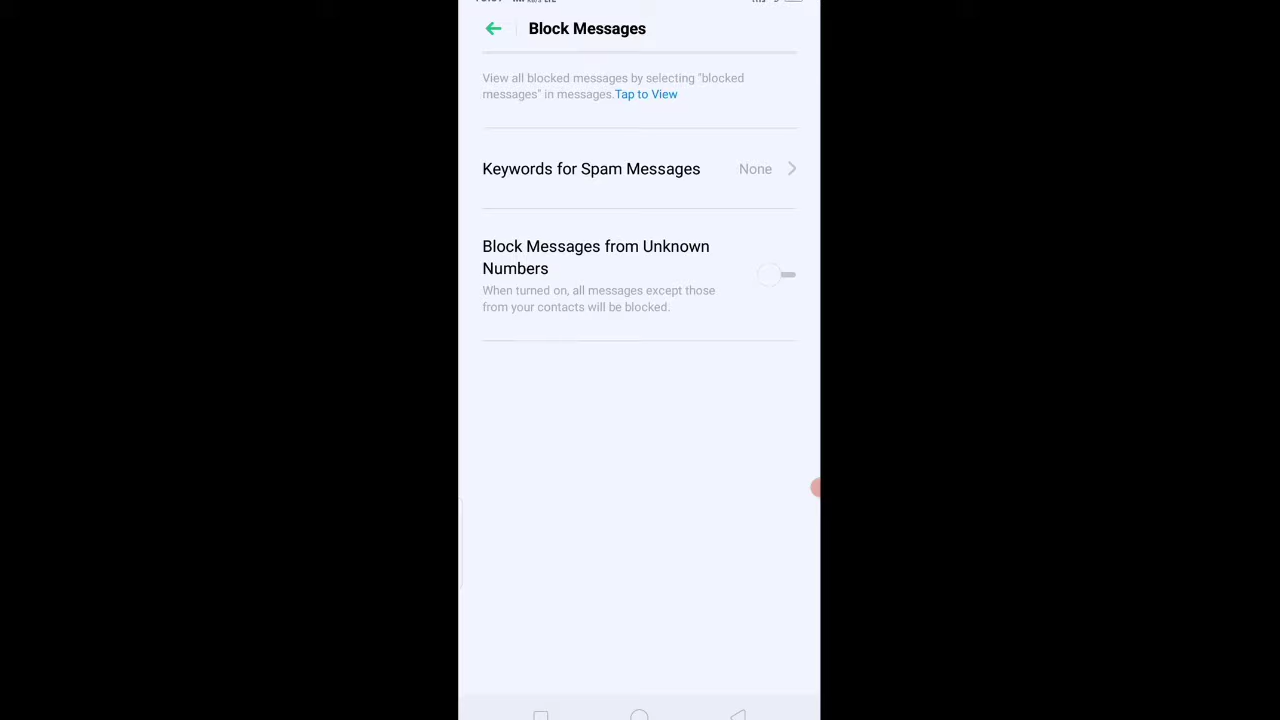 Block Messages
View all blocked messages by selecting "blocked
messages" in messages.Tap to View
Keywords for Spam Messages None
Block Messages from Unknown
Numbers
When turned on, all messages except those
from your contacts will be blocked.